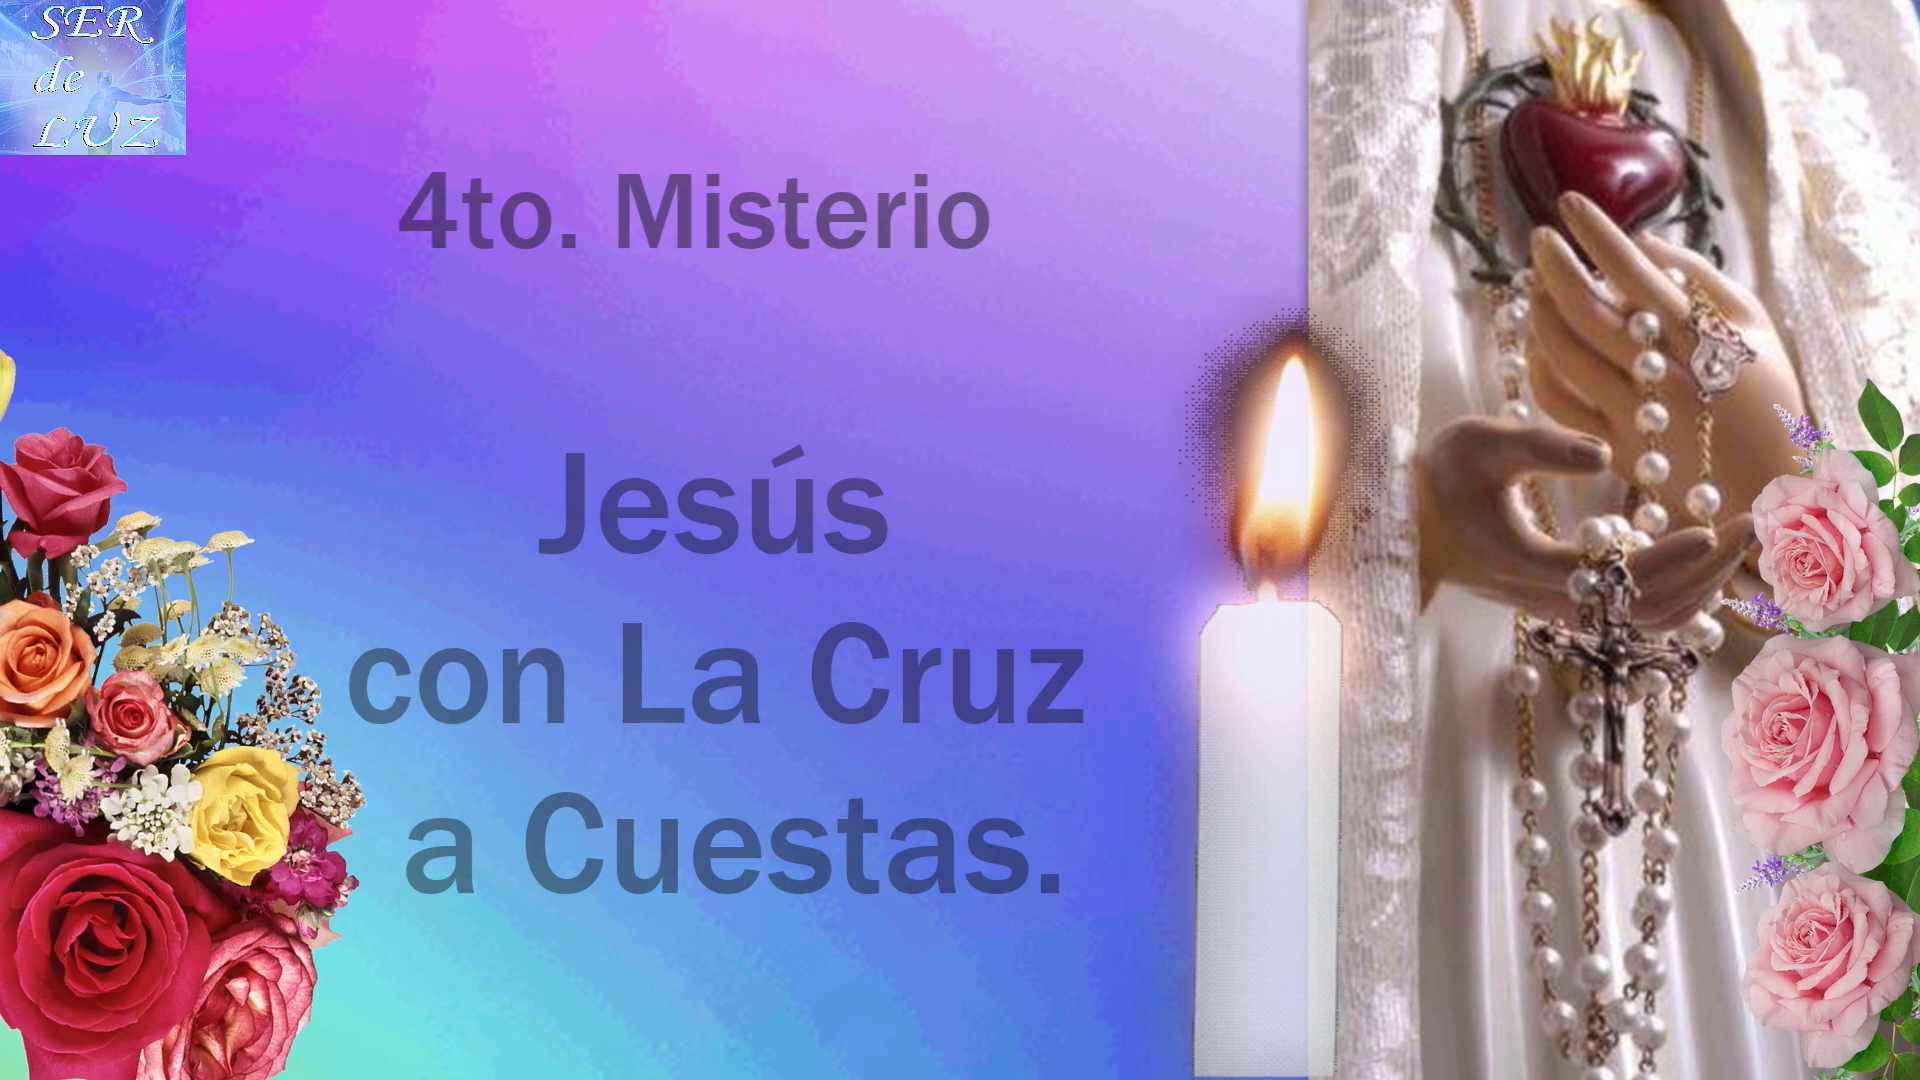 SER
de
LUZ
4to. Misterio
Jesús
con La Cruz
a Cuestas.